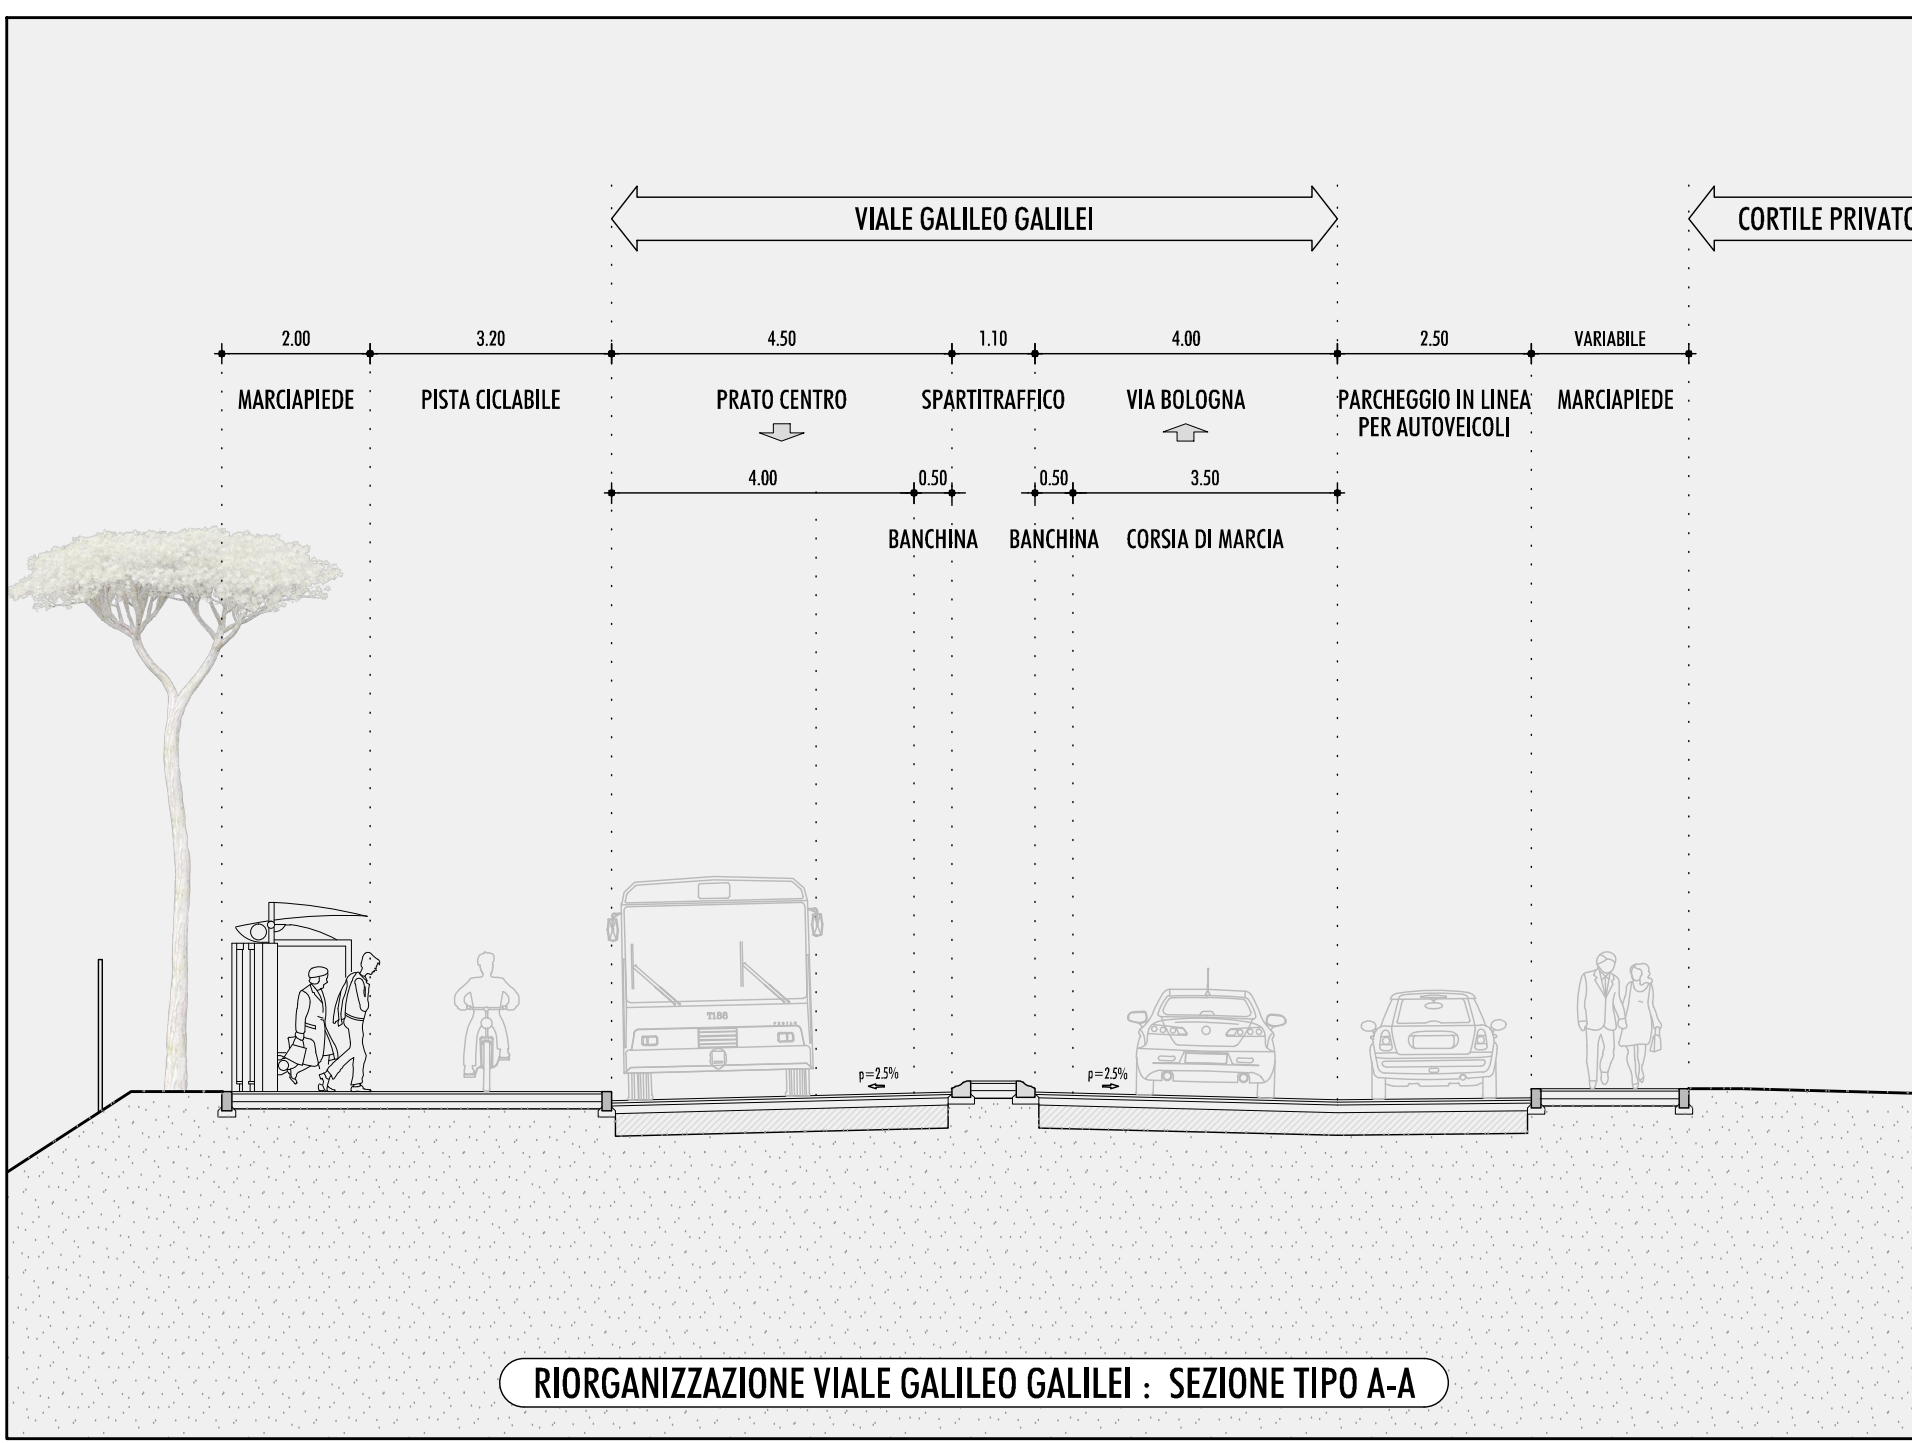 VIALE GALILEO GALILEI
CORTILE PRIVATO
2.00 3.20 4.50 1.10 4.00 2.50 VARIABILE
MARCIAPIEDE PISTA CICLABILE PRATO CENTRO SPARTITRAFFICO VIA BOLOGNA PARCHEGGIO IN LINEA MARCIAPIEDE
PER AUTOVEICOLI
4.00 0.50 0.50 3.50
BANCHINA BANCHINA CORSIA DI MARCIA
T186
p=2.5% p=2.5%
RIORGANIZZAZIONE VIALE GALILEO GALILEI : SEZIONE TIPO A-A